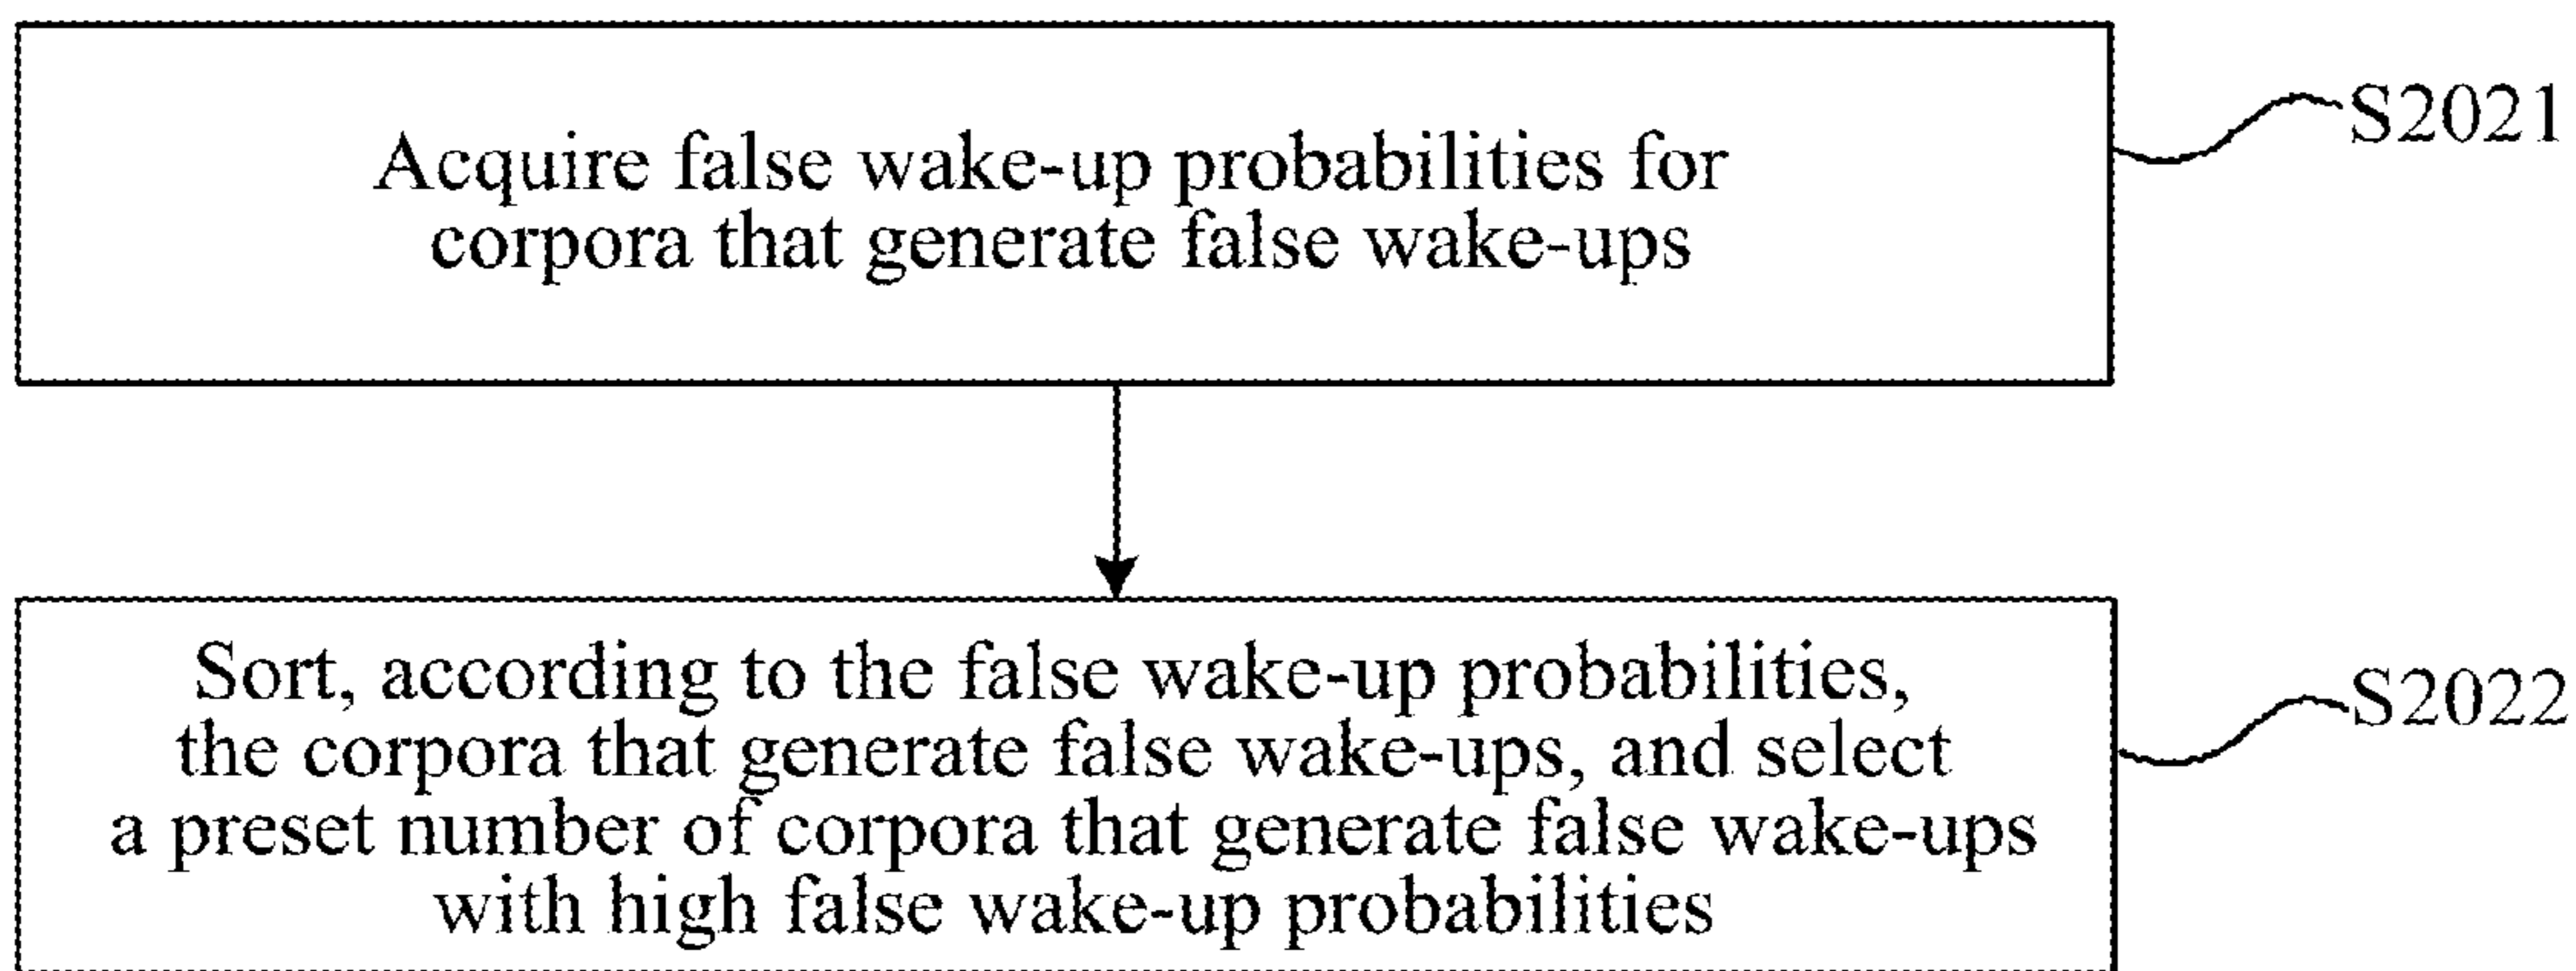 Acquire false wake-up probabilities for
corpora that generate false wake-ups
S2021
Sort, according to the false wake-up probabilities,
the corpora that generate false wake-ups, and select
a preset number of corpora that generate false wake-ups
with high false wake-up probabilities
S2022